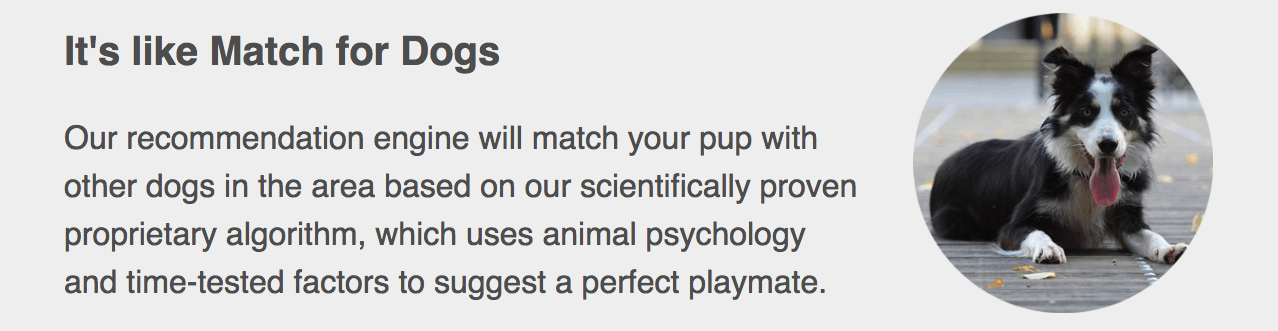 It's like Match for Dogs
Our recommendation engine will match your pup with
other dogs in the area based on our scientifically proven
proprietary algorithm, which uses animal psychology
and time-tested factors to suggest a perfect playmate.